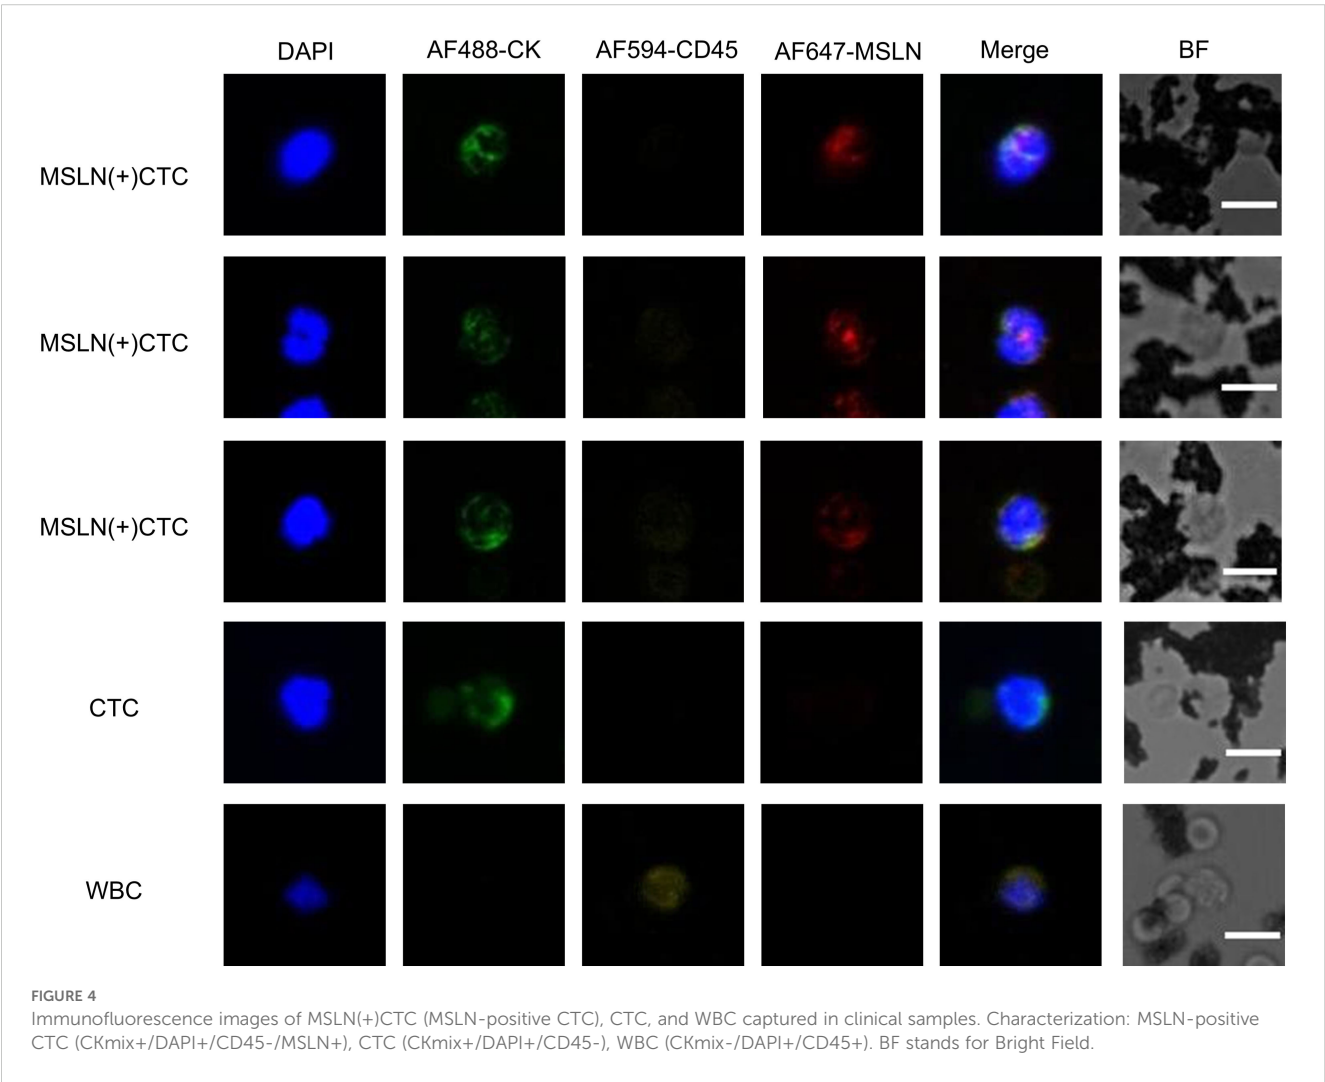 DAPI AF488-CK AF594-CD45 AF647-MSLN Merge BF
MSLN(+)CTC
MSLN(+)CTC
MSLN(+)CTC
CTC
WBC
FIGURE 4
Immunofluorescence images of MSLN(+)CTC (MSLN-positive CTC), CTC, and WBC captured in clinical samples. Characterization: MSLN-positive
CTC (CKmix+/DAPI+/CD45-/MSLN+), CTC (CKmix+/DAPI+/CD45-), WBC (CKmix-/DAPI+/CD45+). BF stands for Bright Field.